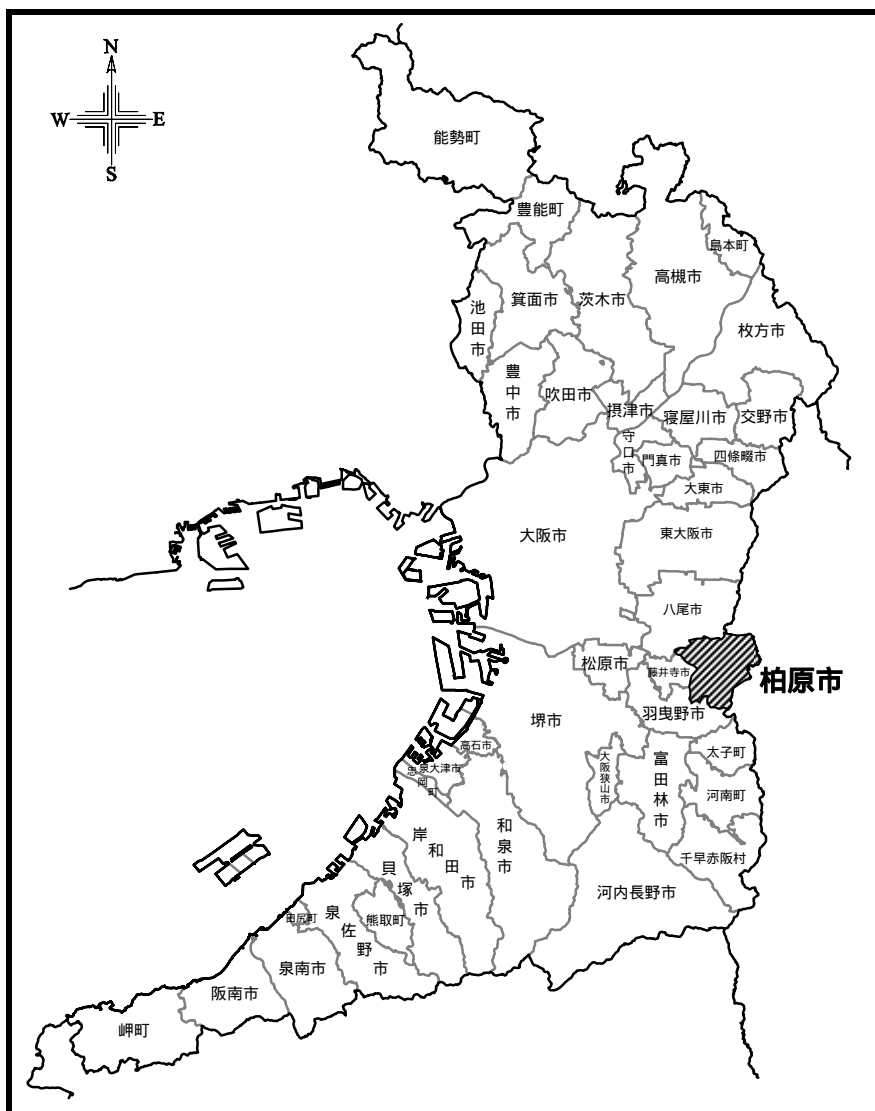 N
W E
S
能勢町
豊能町
島本町
高槻市
茨木市
箕面市
池田市
枚方市
豊中市
吹田市
摂津市
寝屋川市
交野市
守口市
門真市
四條畷市
大東市
大阪市
東大阪市
八尾市
松原市
藤井寺市
柏原市
羽曳野市
堺市
高石市
泉大津市
忠岡町
大阪狭山市
富田林市
太子町
河南町
千早赤阪村
和泉市
岸和田市
貝塚市
河内長野市
熊取町
泉佐野市
田尻町
泉南市
阪南市
岬町